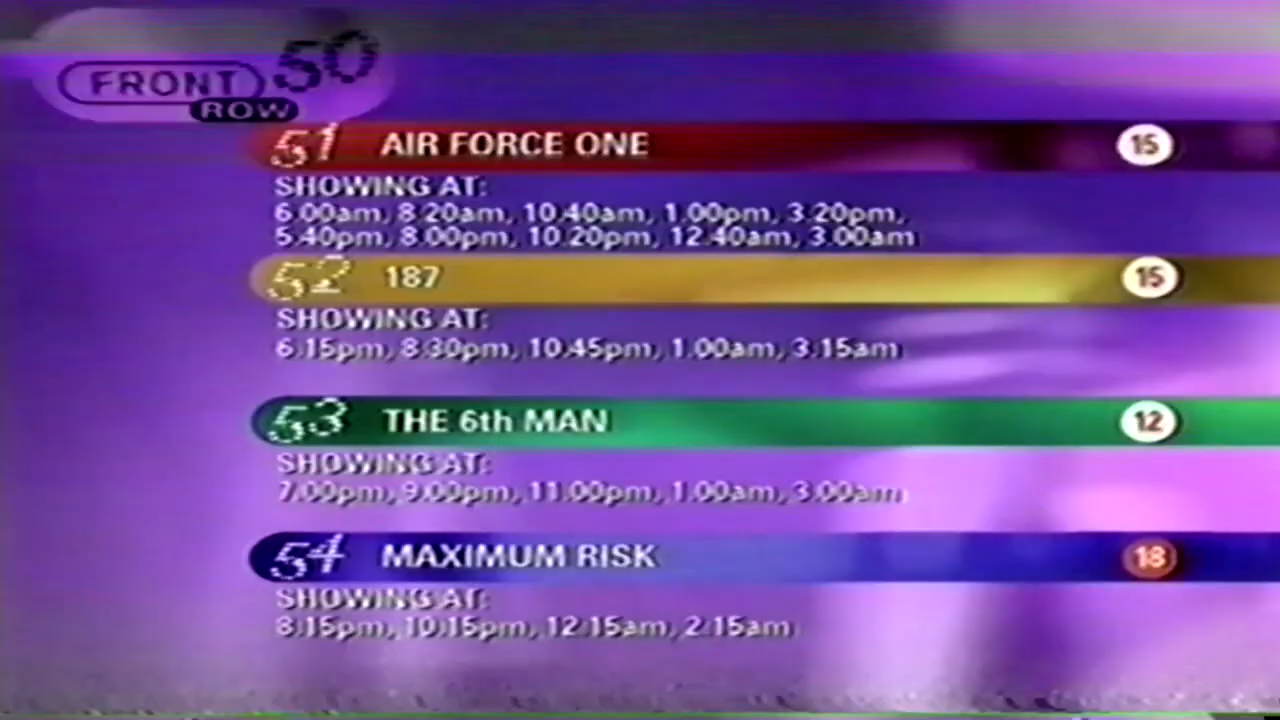 FRONT ROW 50
51 AIR FORCE ONE 15
SHOWING AT:
6.00am, 8.20am, 10.40am, 1.00pm, 3.20pm,
5.40pm, 8.00pm, 10.20pm, 12.40am, 3.00am
52 187 15
SHOWING AT:
6.15pm, 8.30pm, 10.45pm, 1.00am, 3.15am
53 THE 6th MAN 12
SHOWING AT:
7.00pm, 9.00pm, 11.00pm, 1.00am, 3.00am
54 MAXIMUM RISK 18
SHOWING AT:
8.15pm, 10.15pm, 12.15am, 2.15am